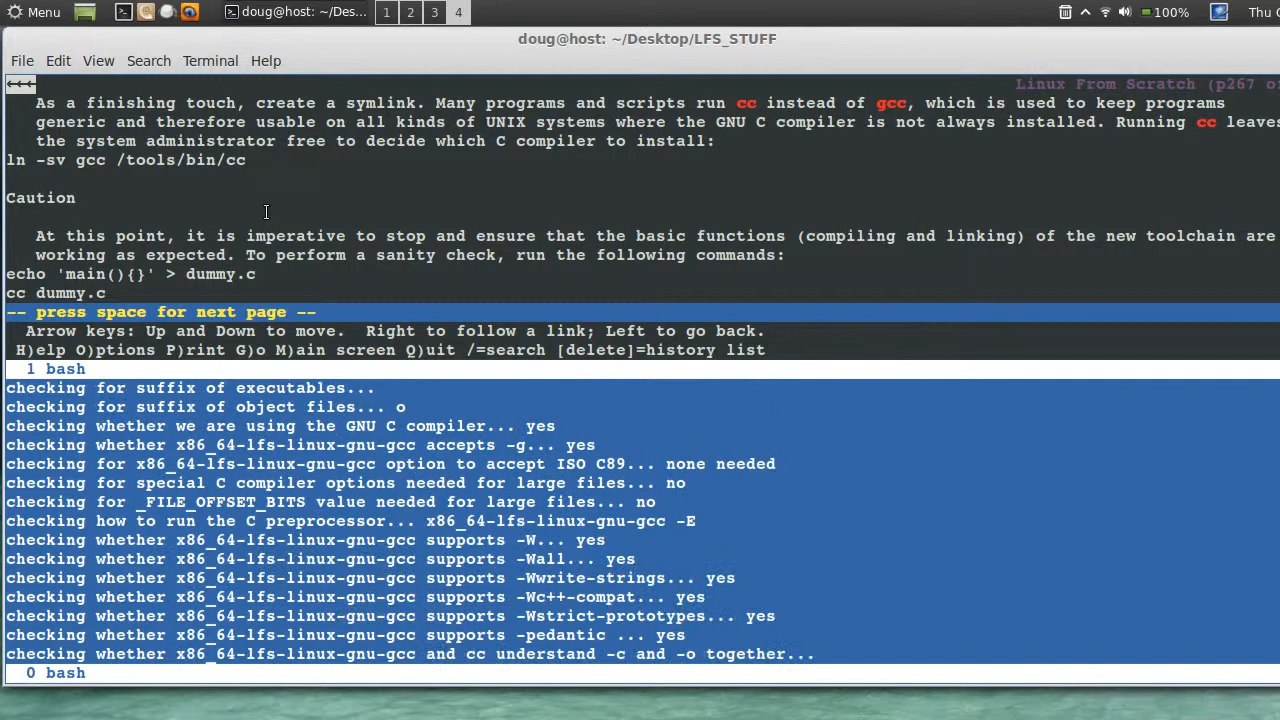 Menu doug@host: ~/Des... 1 2 3 4 100% Thu
doug@host: ~/Desktop/LFS_STUFF
File Edit View Search Terminal Help
←←← Linux From Scratch (p267
As a finishing touch, create a symlink. Many programs and scripts run cc instead of gcc, which is used to keep programs
generic and therefore usable on all kinds of UNIX systems where the GNU C compiler is not always installed. Running cc leaves
the system administrator free to decide which C compiler to install:
ln -sv gcc /tools/bin/cc
Caution
At this point, it is imperative to stop and ensure that the basic functions (compiling and linking) of the new toolchain are
working as expected. To perform a sanity check, run the following commands:
echo 'main(){}' > dummy.c
cc dummy.c
-- press space for next page --
Arrow keys: Up and Down to move.  Right to follow a link; Left to go back.
H)elp O)ptions P)rint G)o M)ain screen Q)uit /=search [delete]=history list
1 bash
checking for suffix of executables...
checking for suffix of object files... o
checking whether we are using the GNU C compiler... yes
checking whether x86_64-lfs-linux-gnu-gcc accepts -g... yes
checking for x86_64-lfs-linux-gnu-gcc option to accept ISO C89... none needed
checking for special C compiler options needed for large files... no
checking for _FILE_OFFSET_BITS value needed for large files... no
checking how to run the C preprocessor... x86_64-lfs-linux-gnu-gcc -E
checking whether x86_64-lfs-linux-gnu-gcc supports -W... yes
checking whether x86_64-lfs-linux-gnu-gcc supports -Wall... yes
checking whether x86_64-lfs-linux-gnu-gcc supports -Wwrite-strings... yes
checking whether x86_64-lfs-linux-gnu-gcc supports -Wc++-compat... yes
checking whether x86_64-lfs-linux-gnu-gcc supports -Wstrict-prototypes... yes
checking whether x86_64-lfs-linux-gnu-gcc supports -pedantic ... yes
checking whether x86_64-lfs-linux-gnu-gcc and cc understand -c and -o together...
0 bash